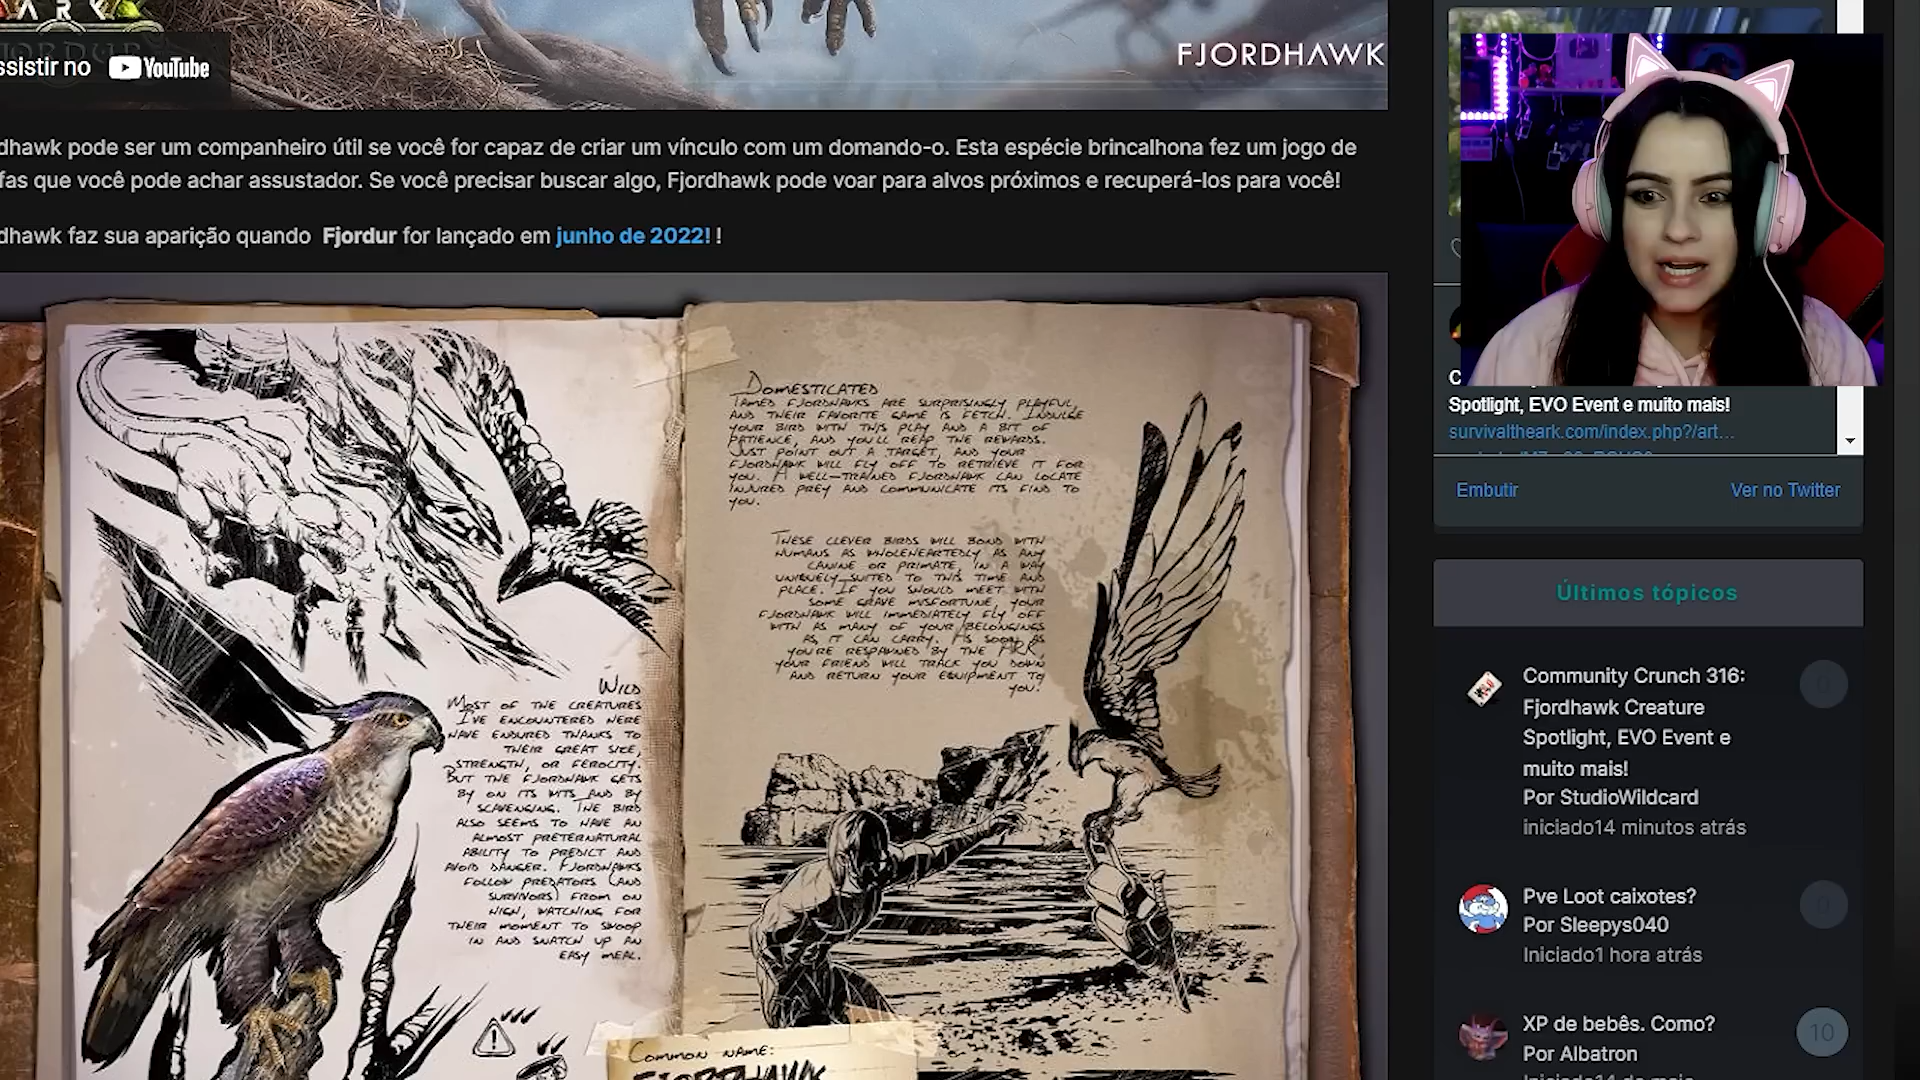 ARK
FJORDUR
ssistir no YouTube
FJORDHAWK
dhawk pode ser um companheiro útil se você for capaz de criar um vínculo com um domando-o. Esta espécie brincalhona fez um jogo de
fas que você pode achar assustador. Se você precisar buscar algo, Fjordhawk pode voar para alvos próximos e recuperá-los para você!
dhawk faz sua aparição quando Fjordur for lançado em junho de 2022! !
DOMESTICATED
TAMED FJORDHAWKS ARE SURPRISINGLY PLAYFUL,
AND THEIR FAVORITE GAME IS FETCH. INDULGE
YOUR BIRD WITH THIS PLAY AND A BIT OF
PATIENCE, AND YOU'LL REAP THE REWARDS.
JUST POINT OUT A TARGET, AND YOUR
FJORDHAWK WILL FLY OFF TO RETRIEVE IT FOR
YOU. A WELL-TRAINED FJORDHAWK CAN LOCATE
INJURED PREY AND COMMUNICATE ITS FIND TO
YOU.
THESE CLEVER BIRDS WILL BOND WITH
HUMANS AS WHOLEHEARTEDLY AS ANY
CANINE OR PRIMATE, IN A WAY
UNIQUELY SUITED TO THIS TIME AND
PLACE. IF YOU SHOULD MEET WITH
SOME GRAVE MISFORTUNE, YOUR
FJORDHAWK WILL IMMEDIATELY FLY OFF
WITH AS MANY OF YOUR BELONGINGS
AS IT CAN CARRY. AS SOON AS
YOU'RE RESPAWNED BY THE ARK,
YOUR FRIEND WILL TRACK YOU DOWN
AND RETURN YOUR EQUIPMENT TO
YOU!
WILD
MOST OF THE CREATURES
I'VE ENCOUNTERED HERE
HAVE ENDURED THANKS TO
THEIR GREAT SIZE,
STRENGTH, OR FEROCITY.
BUT THE FJORDHAWK GETS
BY ON ITS WITS AND BY
SCAVENGING. THE BIRD
ALSO SEEMS TO HAVE AN
ALMOST PRETERNATURAL
ABILITY TO PREDICT AND
AVOID DANGER. FJORDHAWKS
FOLLOW PREDATORS (AND
SURVIVORS) FROM ON
HIGH, WATCHING FOR
THEIR MOMENT TO SWOOP
IN AND SNATCH UP AN
EASY MEAL.
COMMON NAME:
FJORDHAWK
Spotlight, EVO Event e muito mais!
survivaltheark.com/index.php?/art…
Embutir
Ver no Twitter
Últimos tópicos
Community Crunch 316:
Fjordhawk Creature
Spotlight, EVO Event e
muito mais!
Por StudioWildcard
iniciado14 minutos atrás
0
Pve Loot caixotes?
Por Sleepys040
Iniciado1 hora atrás
0
XP de bebês. Como?
Por Albatron
10